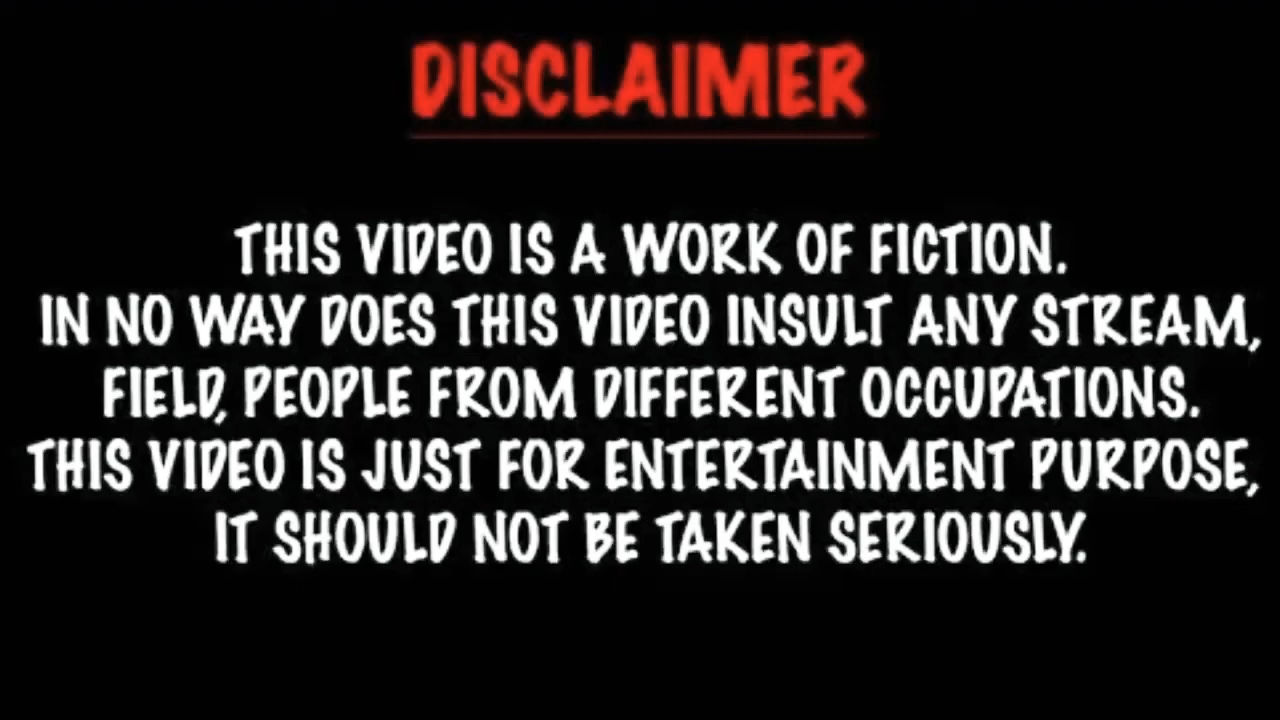 DISCLAIMER
THIS VIDEO IS A WORK OF FICTION.
IN NO WAY DOES THIS VIDEO INSULT ANY STREAM,
FIELD, PEOPLE FROM DIFFERENT OCCUPATIONS.
THIS VIDEO IS JUST FOR ENTERTAINMENT PURPOSE,
IT SHOULD NOT BE TAKEN SERIOUSLY.